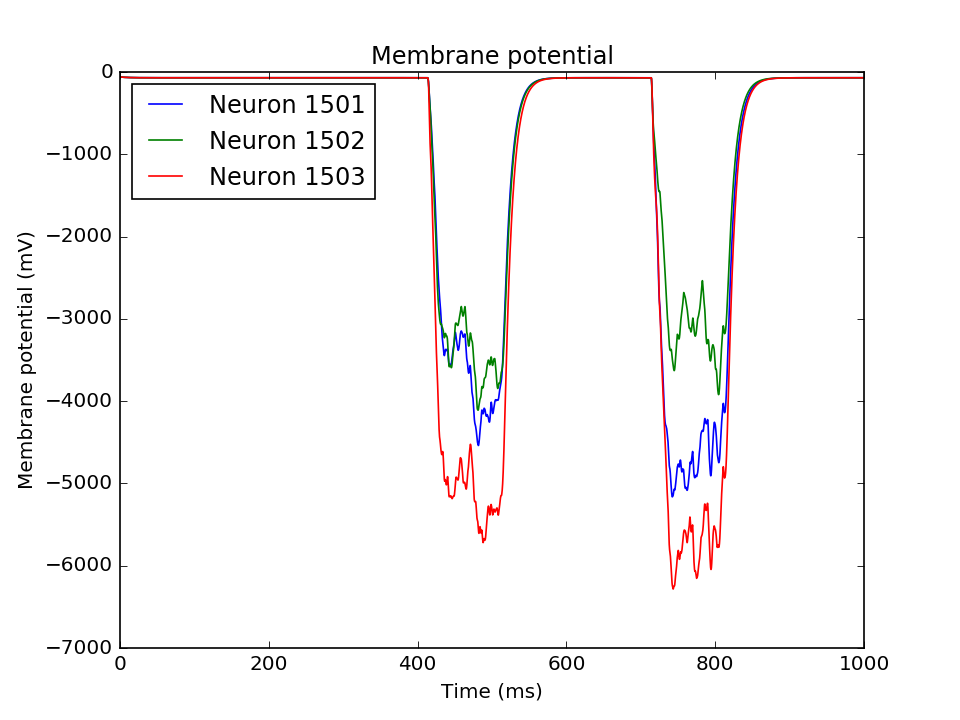 Membrane potential
0
−1000
−2000
−3000
−4000
−5000
−6000
−7000
Membrane potential (mV)
Neuron 1501
Neuron 1502
Neuron 1503
0 200 400 600 800 1000
Time (ms)